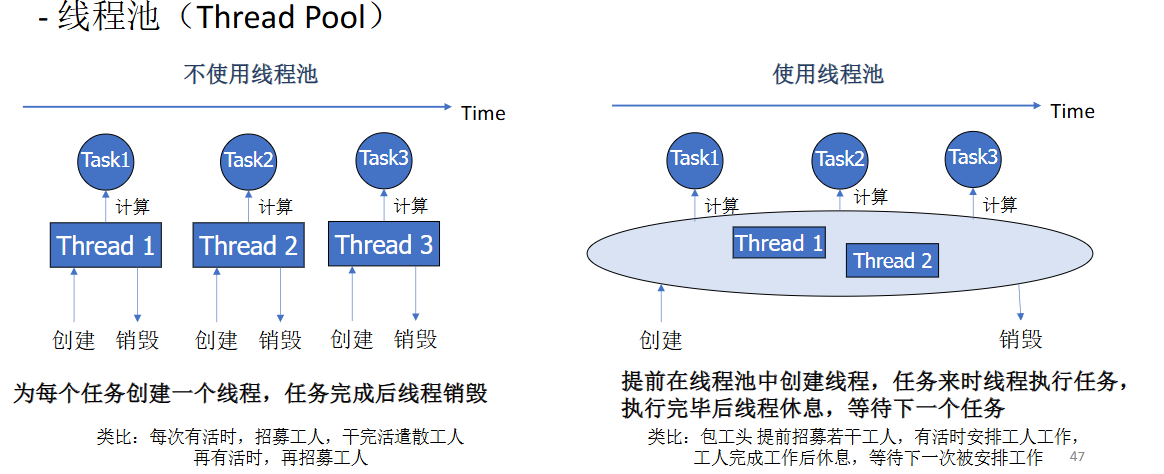 - 线程池（Thread Pool）
不使用线程池
Time
Task1
Task2
Task3
计算
计算
计算
Thread 1
Thread 2
Thread 3
创建
销毁
创建
销毁
创建
销毁
为每个任务创建一个线程，任务完成后线程销毁
类比：每次有活时，招募工人，干完活遣散工人
再有活时，再招募工人
使用线程池
Time
Task1
Task2
Task3
计算
计算
计算
Thread 1
Thread 2
创建
销毁
提前在线程池中创建线程，任务来时线程执行任务，
执行完毕后线程休息，等待下一个任务
类比：包工头 提前招募若干工人，有活时安排工人工作，
工人完成工作后休息，等待下一次被安排工作
47